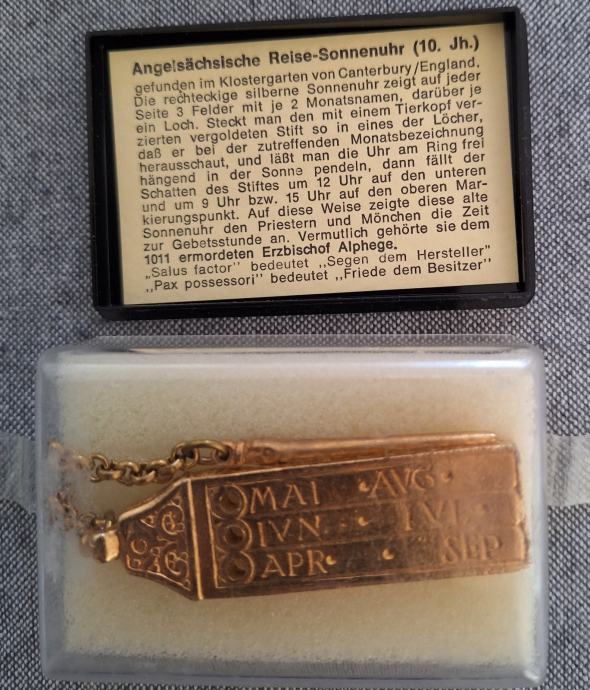 Angelsächsische Reise-Sonnenuhr (10. Jh.)
gefunden im Klostergarten von Canterbury/England.
Die rechteckige silberne Sonnenuhr zeigt auf jeder
Seite 3 Felder mit je 2 Monatsnamen, darüber je
ein Loch. Steckt man den mit einem Tierkopf ver-
zierten vergoldeten Stift so in eines der Löcher,
daß er bei der zutreffenden Monatsbezeichnung
herausschaut, und läßt man die Uhr am Ring frei
hängend in der Sonne pendeln, dann fällt der
Schatten des Stiftes um 12 Uhr auf den unteren
und um 9 Uhr bzw. 15 Uhr auf den oberen Mar-
kierungspunkt. Auf diese Weise zeigte diese alte
Sonnenuhr den Priestern und Mönchen die Zeit
zur Gebetsstunde an. Vermutlich gehörte sie dem
1011 ermordeten Erzbischof Alphege.
„Salus factor" bedeutet „Segen dem Hersteller"
„Pax possessori" bedeutet „Friede dem Besitzer"
MAI AVG
IVN IVL
APR SEP